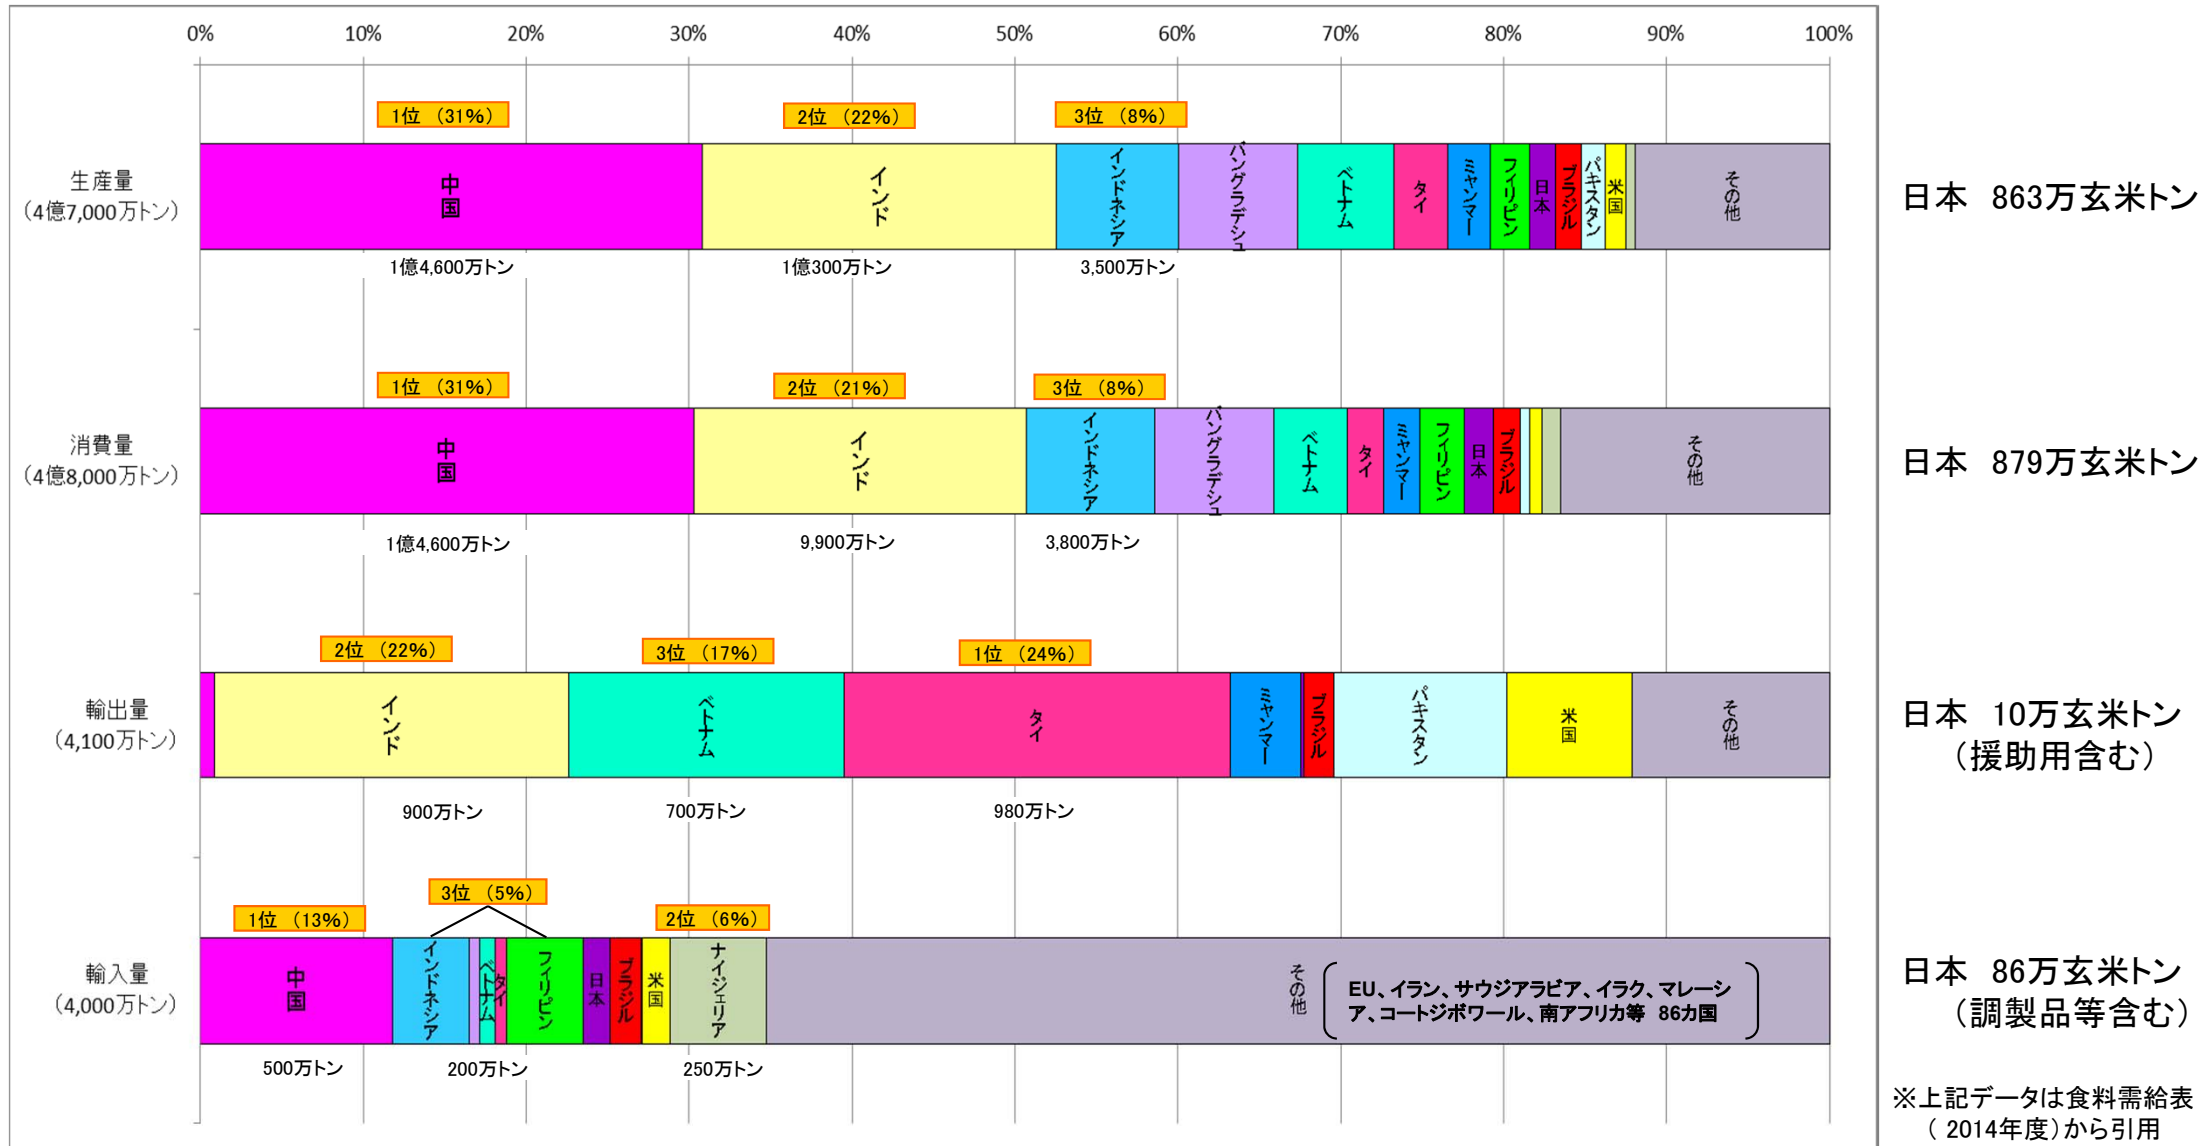 0% 10% 20% 30% 40% 50% 60% 70% 80% 90% 100%
1位 （31%） 2位 （22%） 3位 （8%）
生産量
（4億7,000万トン）
中国 インド インドネシア バングラデシュ ベトナム タイ ミャンマー フィリピン 日本 ブラジル パキスタン 米国 その他
日本 863万玄米トン
1億4,600万トン 1億300万トン 3,500万トン
1位 （31%） 2位 （21%） 3位 （8%）
消費量
（4億8,000万トン）
中国 インド インドネシア バングラデシュ ベトナム タイ ミャンマー フィリピン 日本 ブラジル その他
日本 879万玄米トン
1億4,600万トン 9,900万トン 3,800万トン
2位 （22%） 3位 （17%） 1位 （24%）
輸出量
（4,100万トン）
インド ベトナム タイ ミャンマー ブラジル パキスタン 米国 その他
日本 10万玄米トン
（援助用含む）
900万トン 700万トン 980万トン
1位 （13%） 3位 （5%） 2位 （6%）
輸入量
（4,000万トン）
中国 インドネシア ベトナム タイ フィリピン 日本 ブラジル 米国 ナイジェリア その他
EU、イラン、サウジアラビア、イラク、マレーシ
ア、コートジボワール、南アフリカ等 86カ国
日本 86万玄米トン
（調製品等含む）
500万トン 200万トン 250万トン
※上記データは食料需給表
（ 2014年度）から引用